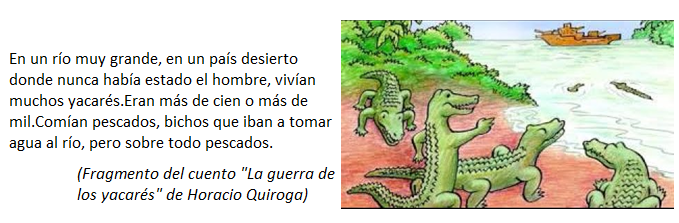 En un río muy grande, en un país desierto
donde nunca había estado el hombre, vivían
muchos yacarés.Eran más de cien o más de
mil.Comían pescados, bichos que iban a tomar
agua al río, pero sobre todo pescados.
(Fragmento del cuento "La guerra de
los yacarés" de Horacio Quiroga)